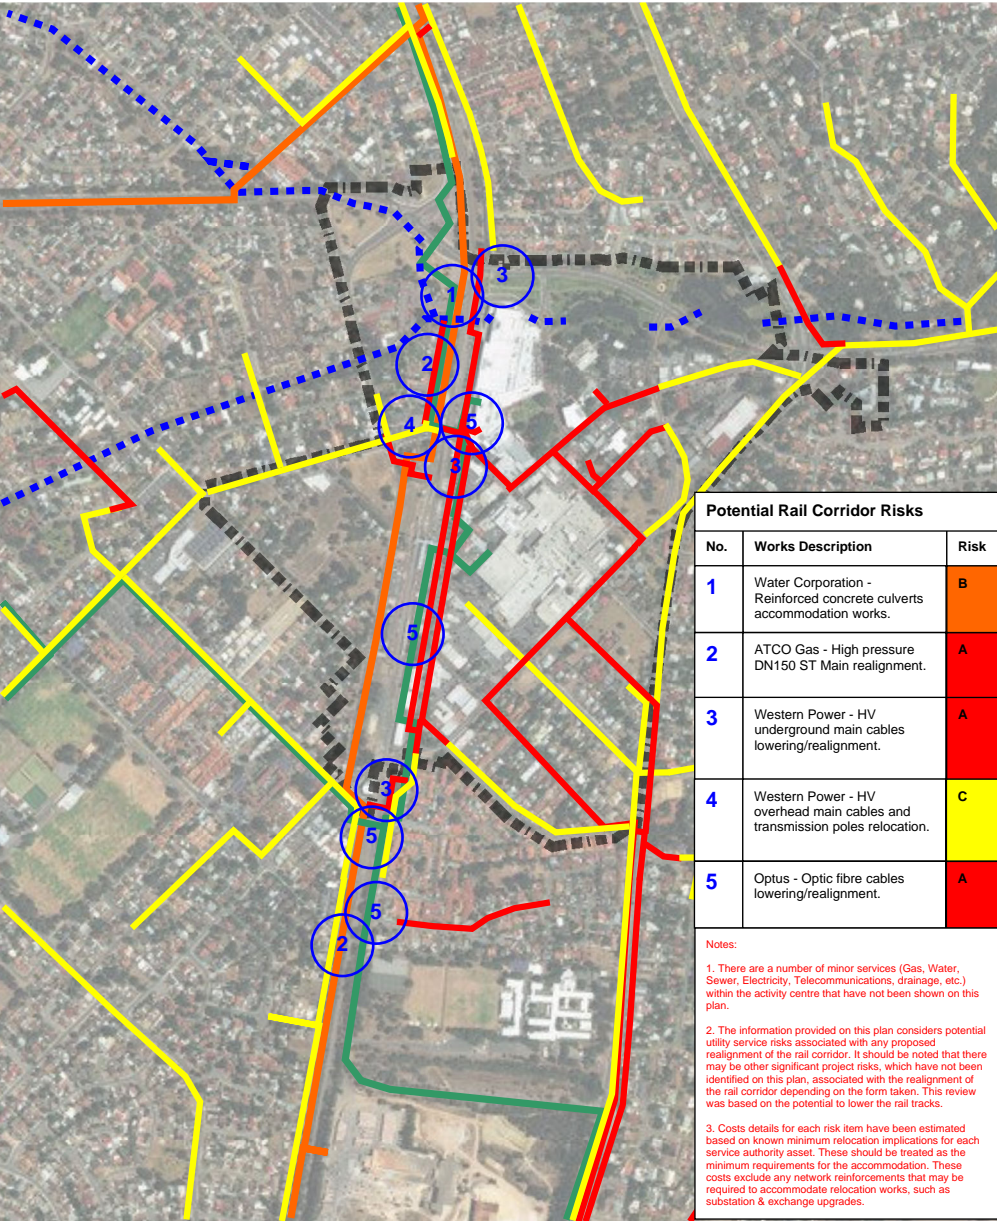 3
1
2
4
5
3
5
3
5
5
2
Potential Rail Corridor Risks
No. Works Description Risk
1 Water Corporation - B
Reinforced concrete culverts
accommodation works.
2 ATCO Gas - High pressure A
DN150 ST Main realignment.
3 Western Power - HV A
underground main cables
lowering/realignment.
4 Western Power - HV C
overhead main cables and
transmission poles relocation.
5 Optus - Optic fibre cables A
lowering/realignment.
Notes:
1. There are a number of minor services (Gas, Water,
Sewer, Electricity, Telecommunications, drainage, etc.)
within the activity centre that have not been shown on this
plan.
2. The information provided on this plan considers potential
utility service risks associated with any proposed
realignment of the rail corridor. It should be noted that there
may be other significant project risks, which have not been
identified on this plan, associated with the realignment of
the rail corridor depending on the form taken. This review
was based on the potential to lower the rail tracks.
3. Costs details for each risk item have been estimated
based on known minimum relocation implications for each
service authority asset. These should be treated as the
minimum requirements for the accommodation. These
costs exclude any network reinforcements that may be
required to accommodate relocation works, such as
substation & exchange upgrades.